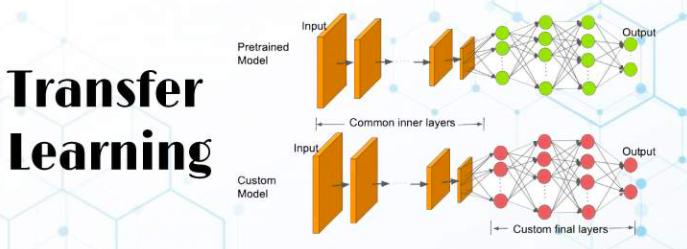 Transfer
Learning
Input
Pretrained
Model
Output
Common inner layers
Input
Custom
Model
Output
Custom final layers